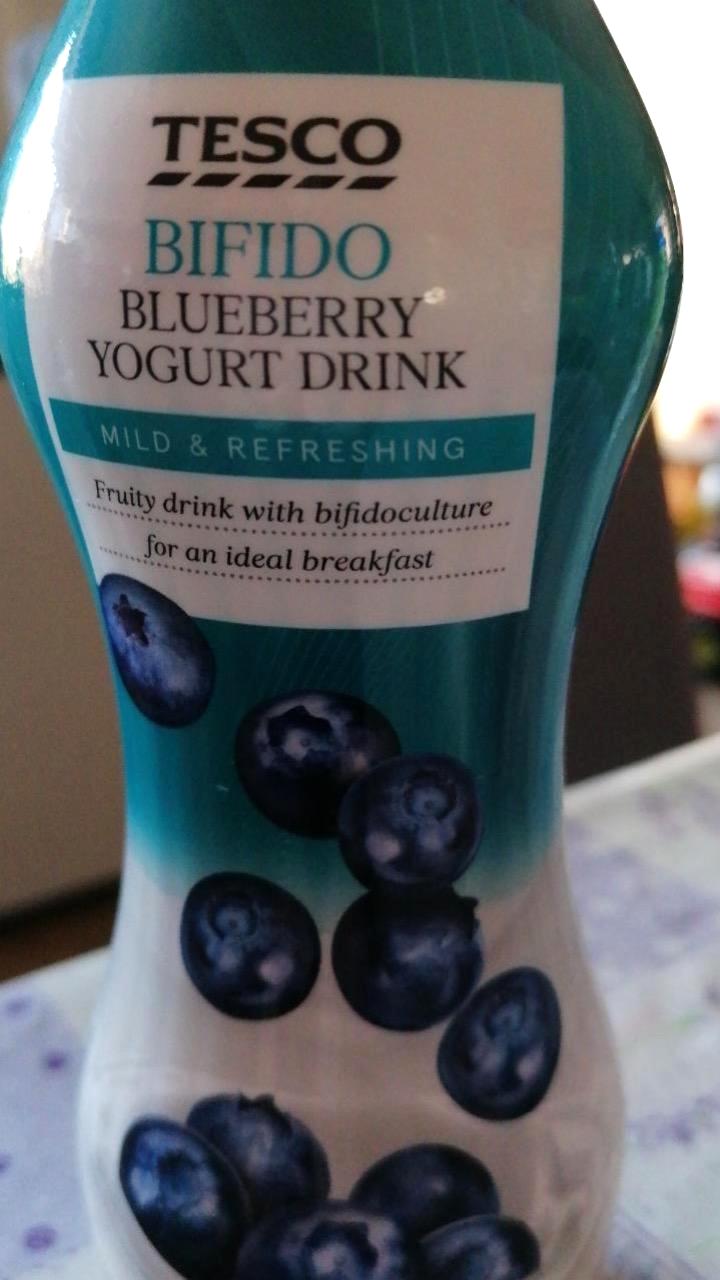 TESCO
BIFIDO
BLUEBERRY
YOGURT DRINK
MILD & REFRESHING
Fruity drink with bifidoculture
for an ideal breakfast